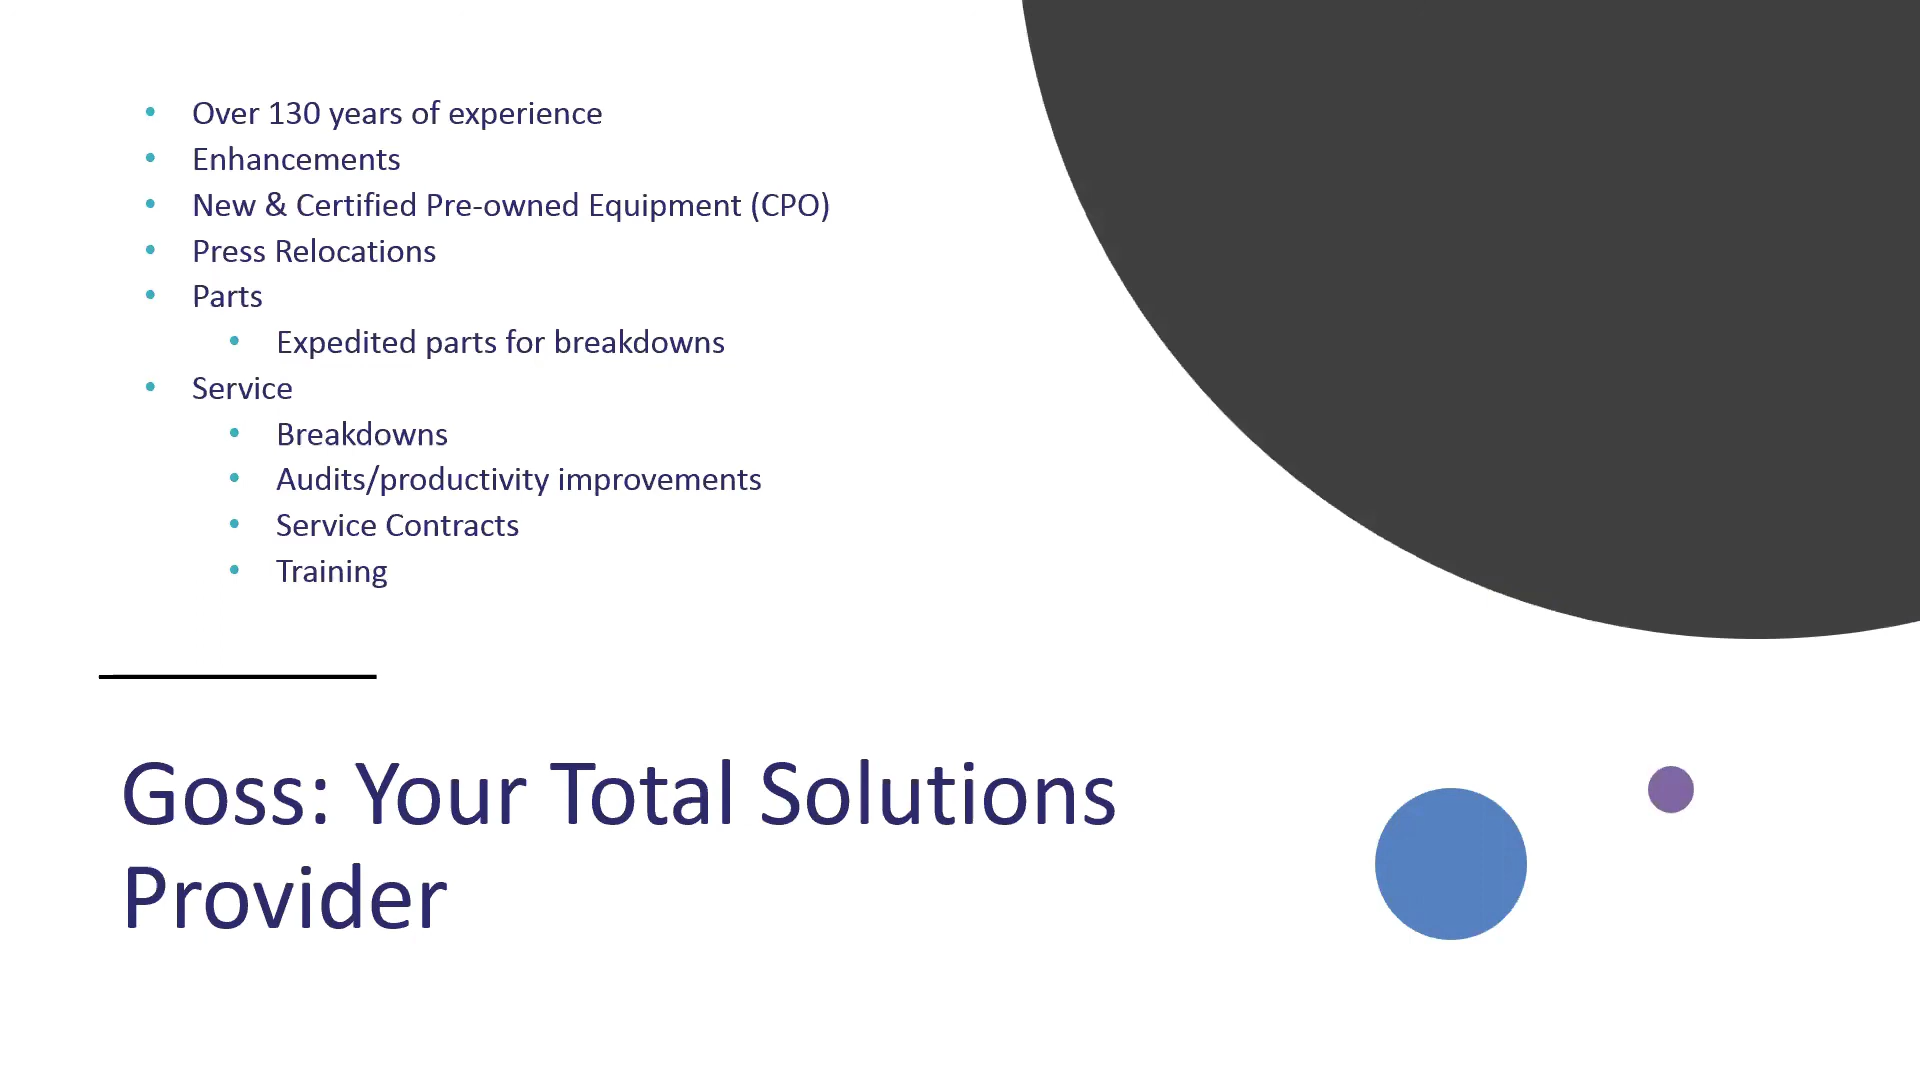 • Over 130 years of experience
• Enhancements
• New & Certified Pre-owned Equipment (CPO)
• Press Relocations
• Parts
• Expedited parts for breakdowns
• Service
• Breakdowns
• Audits/productivity improvements
• Service Contracts
• Training
Goss: Your Total Solutions
Provider